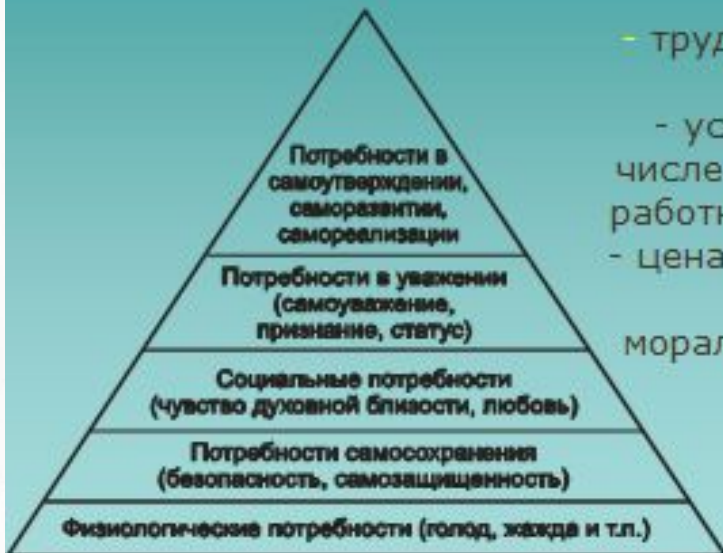 Потребности в
самоутверждении,
саморазвитии,
самореализации
Потребности в уважении
(самоуважение,
признание, статус)
Социальные потребности
(чувство духовной близости, любовь)
Потребности самосохранения
(безопасность, самозащищенность)
Физиологические потребности (голод, жажда и т.п.)
- труд
- ус
числе
работн
- цена
морал